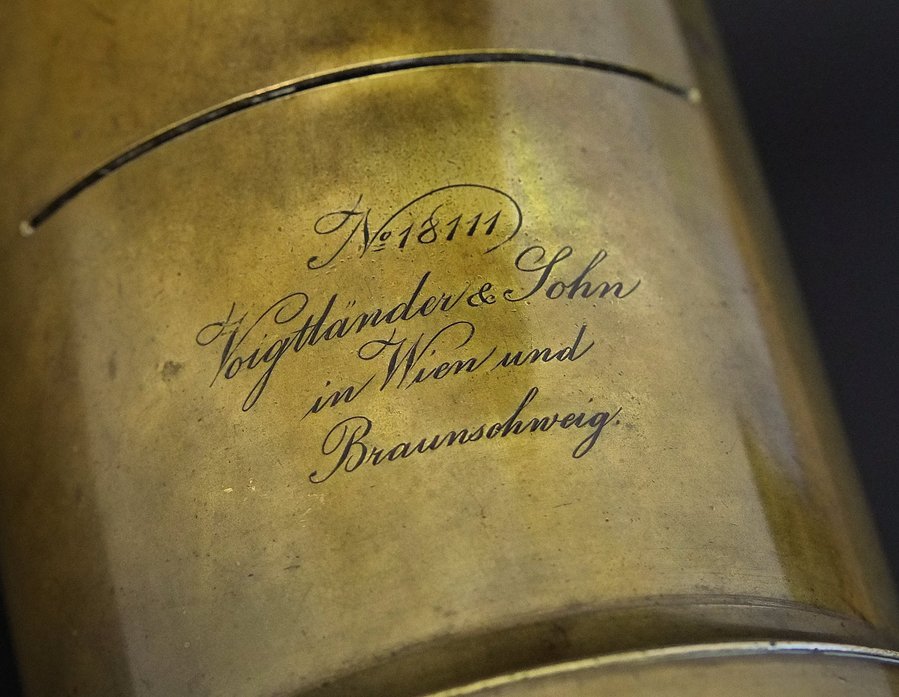 No 18111
Voigtländer & Sohn
in Wien und
Braunschweig.